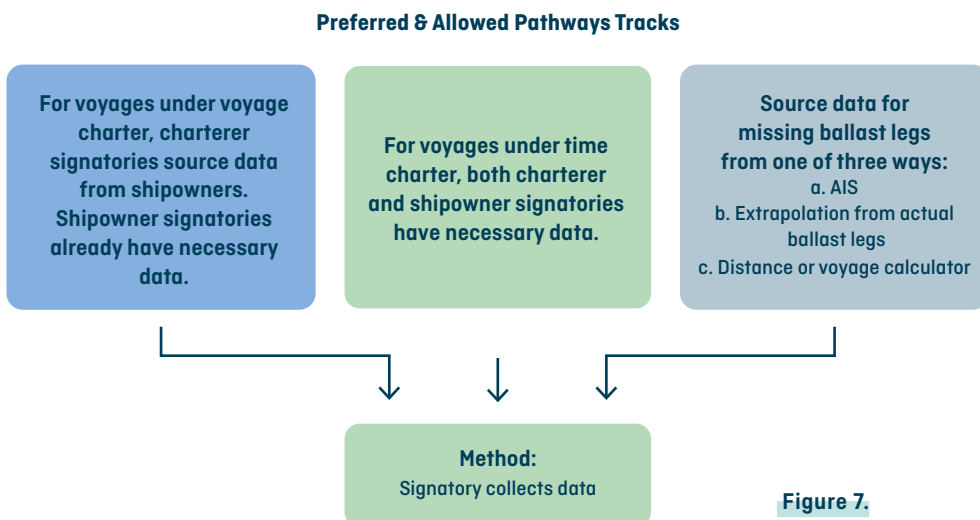 Preferred & Allowed Pathways Tracks
For voyages under voyage
charter, charterer
signatories source data
from shipowners.
Shipowner signatories
already have necessary
data.
For voyages under time
charter, both charterer
and shipowner signatories
have necessary data.
Source data for
missing ballast legs
from one of three ways:
a. AIS
b. Extrapolation from actual
ballast legs
c. Distance or voyage calculator
Method:
Signatory collects data
Figure 7.